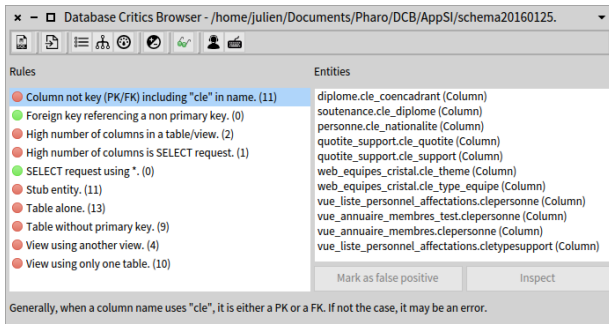 Database Critics Browser - /home/julien/Documents/Pharo/DCB/AppSI/schema20160125.
Rules
Entities
Column not key (PK/FK) including "cle" in name. (11)
Foreign key referencing a non primary key. (0)
High number of columns in a table/view. (2)
High number of columns is SELECT request. (1)
SELECT request using *. (0)
Stub entity. (11)
Table alone. (13)
Table without primary key. (9)
View using another view. (4)
View using only one table. (10)
diplome.cle_coencadrant (Column)
soutenance.cle_diplome (Column)
personne.cle_nationalite (Column)
quotite_support.cle_quotite (Column)
quotite_support.cle_support (Column)
web_equipes_cristal.cle_theme (Column)
web_equipes_cristal.cle_type_equipe (Column)
vue_liste_personnel_affectations.clepersonne (Column)
vue_annuaire_membres_test.clepersonne (Column)
vue_annuaire_membres.clepersonne (Column)
vue_liste_personnel_affectations.cletypesupport (Column)
Mark as false positive
Inspect
Generally, when a column name uses "cle", it is either a PK or a FK. If not the case, it may be an error.